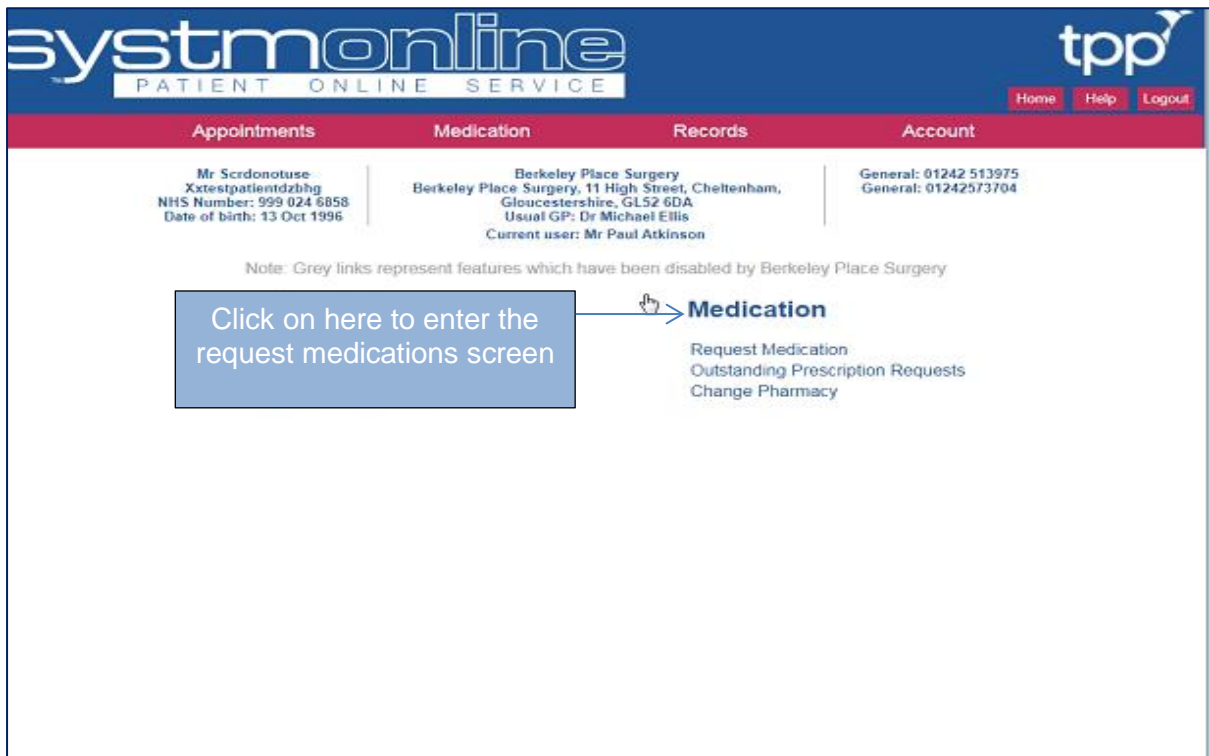 systmonline
PATIENT ONLINE SERVICE
tpp
Home Help Logout
Appointments Medication Records Account
Mr Scrdonotuse
Xxtestpatientdzbhg
NHS Number: 999 024 6858
Date of birth: 13 Oct 1996
Berkeley Place Surgery
Berkeley Place Surgery, 11 High Street, Cheltenham,
Gloucestershire, GL52 6DA
Usual GP: Dr Michael Ellis
Current user: Mr Paul Atkinson
General: 01242 513975
General: 01242573704
Note: Grey links represent features which have been disabled by Berkeley Place Surgery
Click on here to enter the
request medications screen
Medication
Request Medication
Outstanding Prescription Requests
Change Pharmacy